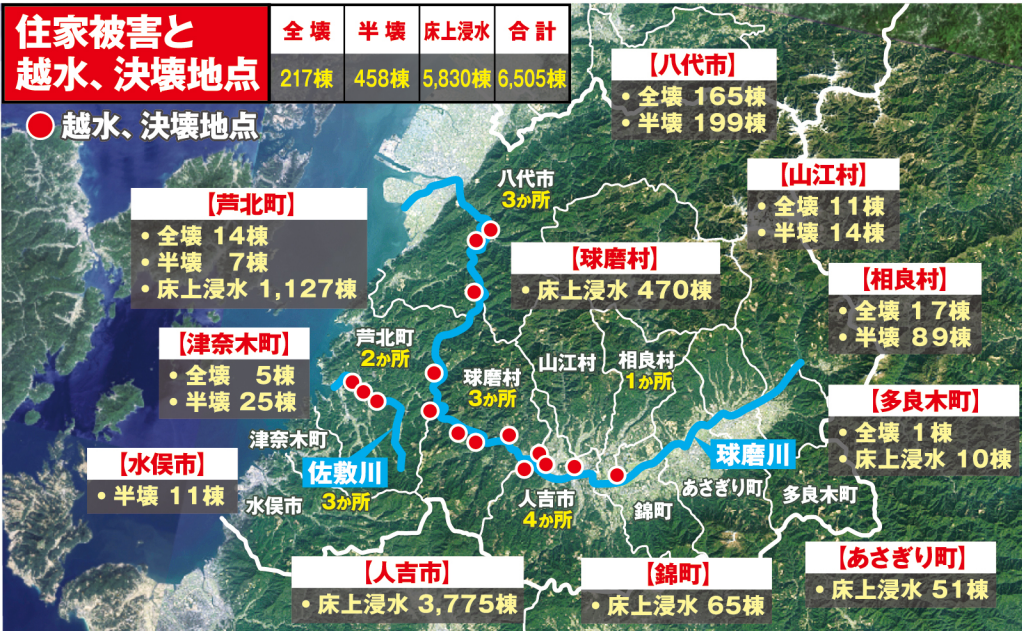 住家被害と
越水、決壊地点
全壊 半壊 床上浸水 合計
217棟 458棟 5,830棟 6,505棟
越水、決壊地点
【八代市】
・全壊 165棟
・半壊 199棟
八代市
3か所
【山江村】
・全壊 11棟
・半壊 14棟
【芦北町】
・全壊 14棟
・半壊 7棟
・床上浸水 1,127棟
【球磨村】
・床上浸水 470棟
【相良村】
・全壊 17棟
・半壊 89棟
【津奈木町】
・全壊 5棟
・半壊 25棟
芦北町
2か所
球磨村
3か所
山江村
相良村
1か所
【多良木町】
・全壊 1棟
・床上浸水 10棟
津奈木町
【水俣市】
・半壊 11棟
水俣市
佐敷川
3か所
人吉市
4か所
錦町
球磨川
あさぎり町
多良木町
【人吉市】
・床上浸水 3,775棟
【錦町】
・床上浸水 65棟
【あさぎり町】
・床上浸水 51棟